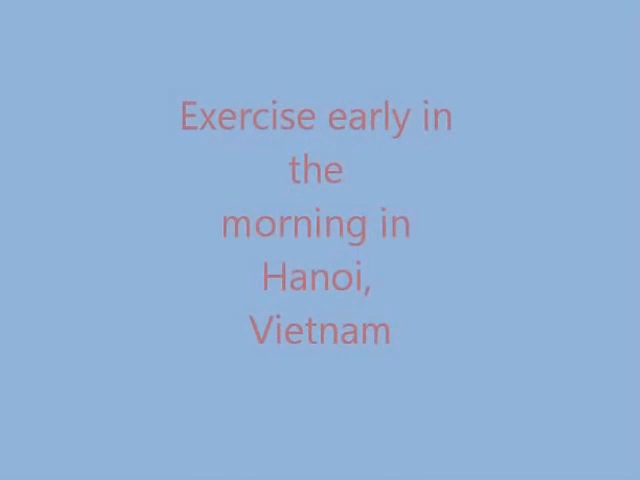 Exercise early in
the
morning in
Hanoi,
Vietnam